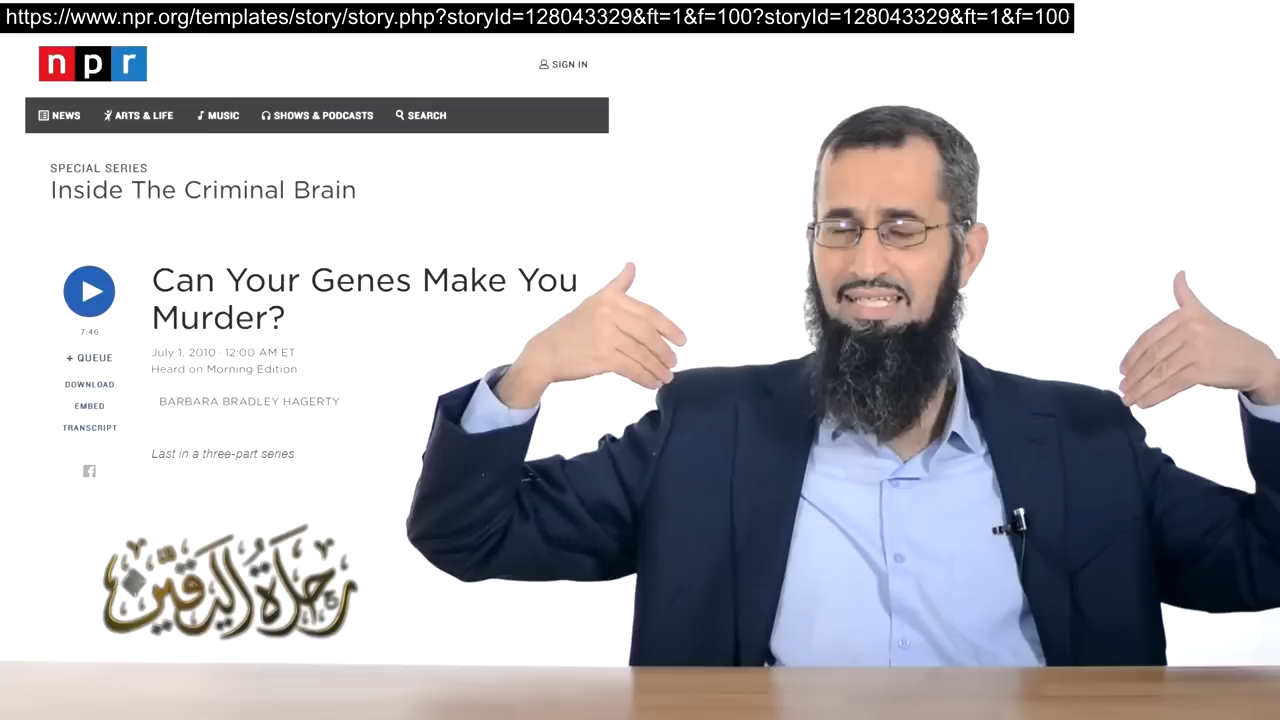 https://www.npr.org/templates/story/story.php?storyId=128043329&ft=1&f=100?storyId=128043329&ft=1&f=100
npr
SIGN IN
NEWS ARTS & LIFE MUSIC SHOWS & PODCASTS SEARCH
SPECIAL SERIES
Inside The Criminal Brain
Can Your Genes Make You
Murder?
7:46
July 1, 2010 · 12:00 AM ET
+ QUEUE
Heard on Morning Edition
DOWNLOAD
BARBARA BRADLEY HAGERTY
EMBED
TRANSCRIPT
Last in a three-part series
رحلة اليقين